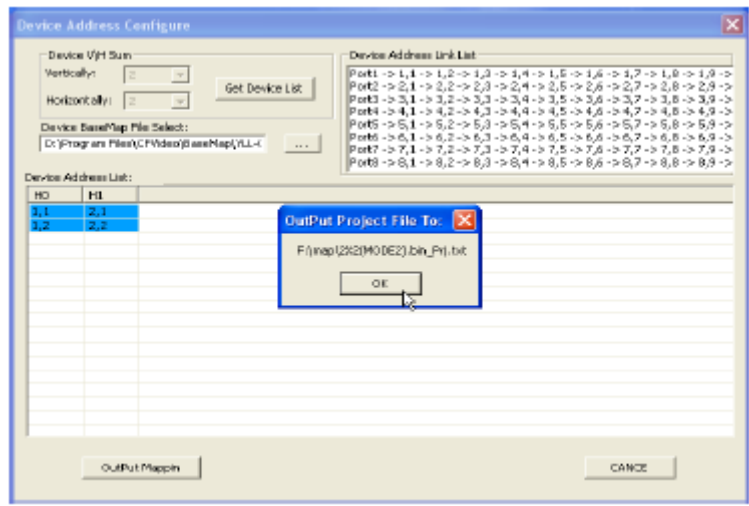 Device Address Configure
Device V/H Sum
Vertically: 2
Horizontally: 2
Get Device List
Device BaseMap File Select:
D:\Program Files\CFVideo\BaseMap\YLL-
...
Device Address Link List
Port1 -> 1,1 -> 1,2 -> 1,3 -> 1,4 -> 1,5 -> 1,6 -> 1,7 -> 1,8 -> 1,9 ->
Port2 -> 2,1 -> 2,2 -> 2,3 -> 2,4 -> 2,5 -> 2,6 -> 2,7 -> 2,8 -> 2,9 ->
Port3 -> 3,1 -> 3,2 -> 3,3 -> 3,4 -> 3,5 -> 3,6 -> 3,7 -> 3,8 -> 3,9 ->
Port4 -> 4,1 -> 4,2 -> 4,3 -> 4,4 -> 4,5 -> 4,6 -> 4,7 -> 4,8 -> 4,9 ->
Port5 -> 5,1 -> 5,2 -> 5,3 -> 5,4 -> 5,5 -> 5,6 -> 5,7 -> 5,8 -> 5,9 ->
Port6 -> 6,1 -> 6,2 -> 6,3 -> 6,4 -> 6,5 -> 6,6 -> 6,7 -> 6,8 -> 6,9 ->
Port7 -> 7,1 -> 7,2 -> 7,3 -> 7,4 -> 7,5 -> 7,6 -> 7,7 -> 7,8 -> 7,9 ->
Port8 -> 8,1 -> 8,2 -> 8,3 -> 8,4 -> 8,5 -> 8,6 -> 8,7 -> 8,8 -> 8,9 ->
Device Address List:
H0 H1
1,1 2,1
1,2 2,2
OutPut Project File To:
F:\map\2X2(MODE2).bin_Prj.txt
OK
OutPut Mappin
CANCE